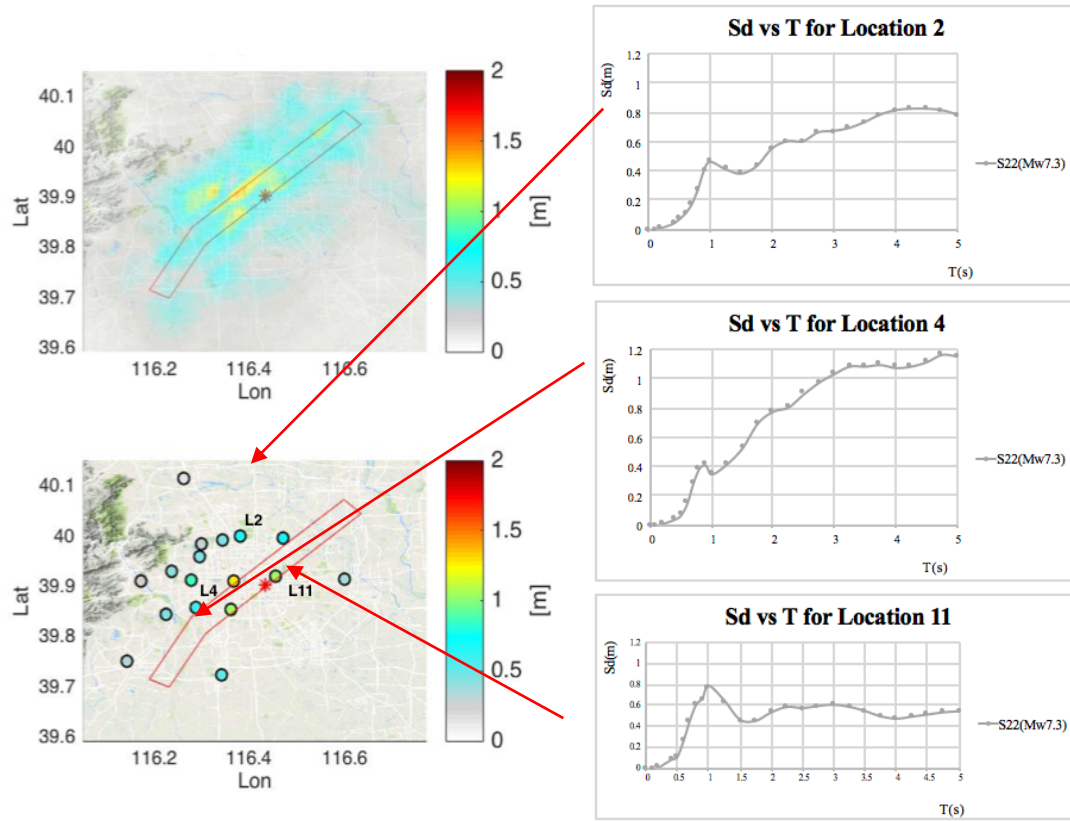 40.1
40
39.9
39.8
39.7
39.6
Lat
116.2
116.4
116.6
Lon
2
1.5
1
0.5
0
[m]
40.1
40
39.9
39.8
39.7
39.6
Lat
L2
L4
L11
116.2
116.4
116.6
Lon
2
1.5
1
0.5
0
[m]
Sd vs T for Location 2
Sd(m)
1.2
1
0.8
0.6
0.4
0.2
0
0 1 2 3 4 5
T(s)
S22(Mw7.3)
Sd vs T for Location 4
Sd(m)
1.2
1
0.8
0.6
0.4
0.2
0
0 1 2 3 4 5
T(s)
S22(Mw7.3)
Sd vs T for Location 11
Sd(m)
1.2
1
0.8
0.6
0.4
0.2
0
0 0.5 1 1.5 2 2.5 3 3.5 4 4.5 5
T(s)
S22(Mw7.3)